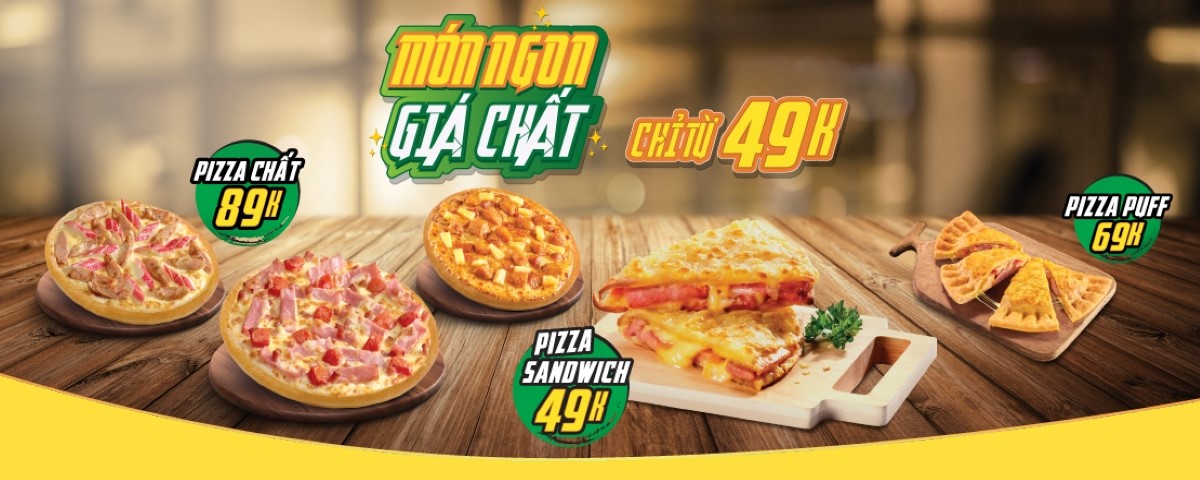 MÓN NGON
GIÁ CHẤT
CHỈ TỪ 49K
PIZZA CHẤT
89K
PIZZA
SANDWICH
49K
PIZZA PUFF
69K